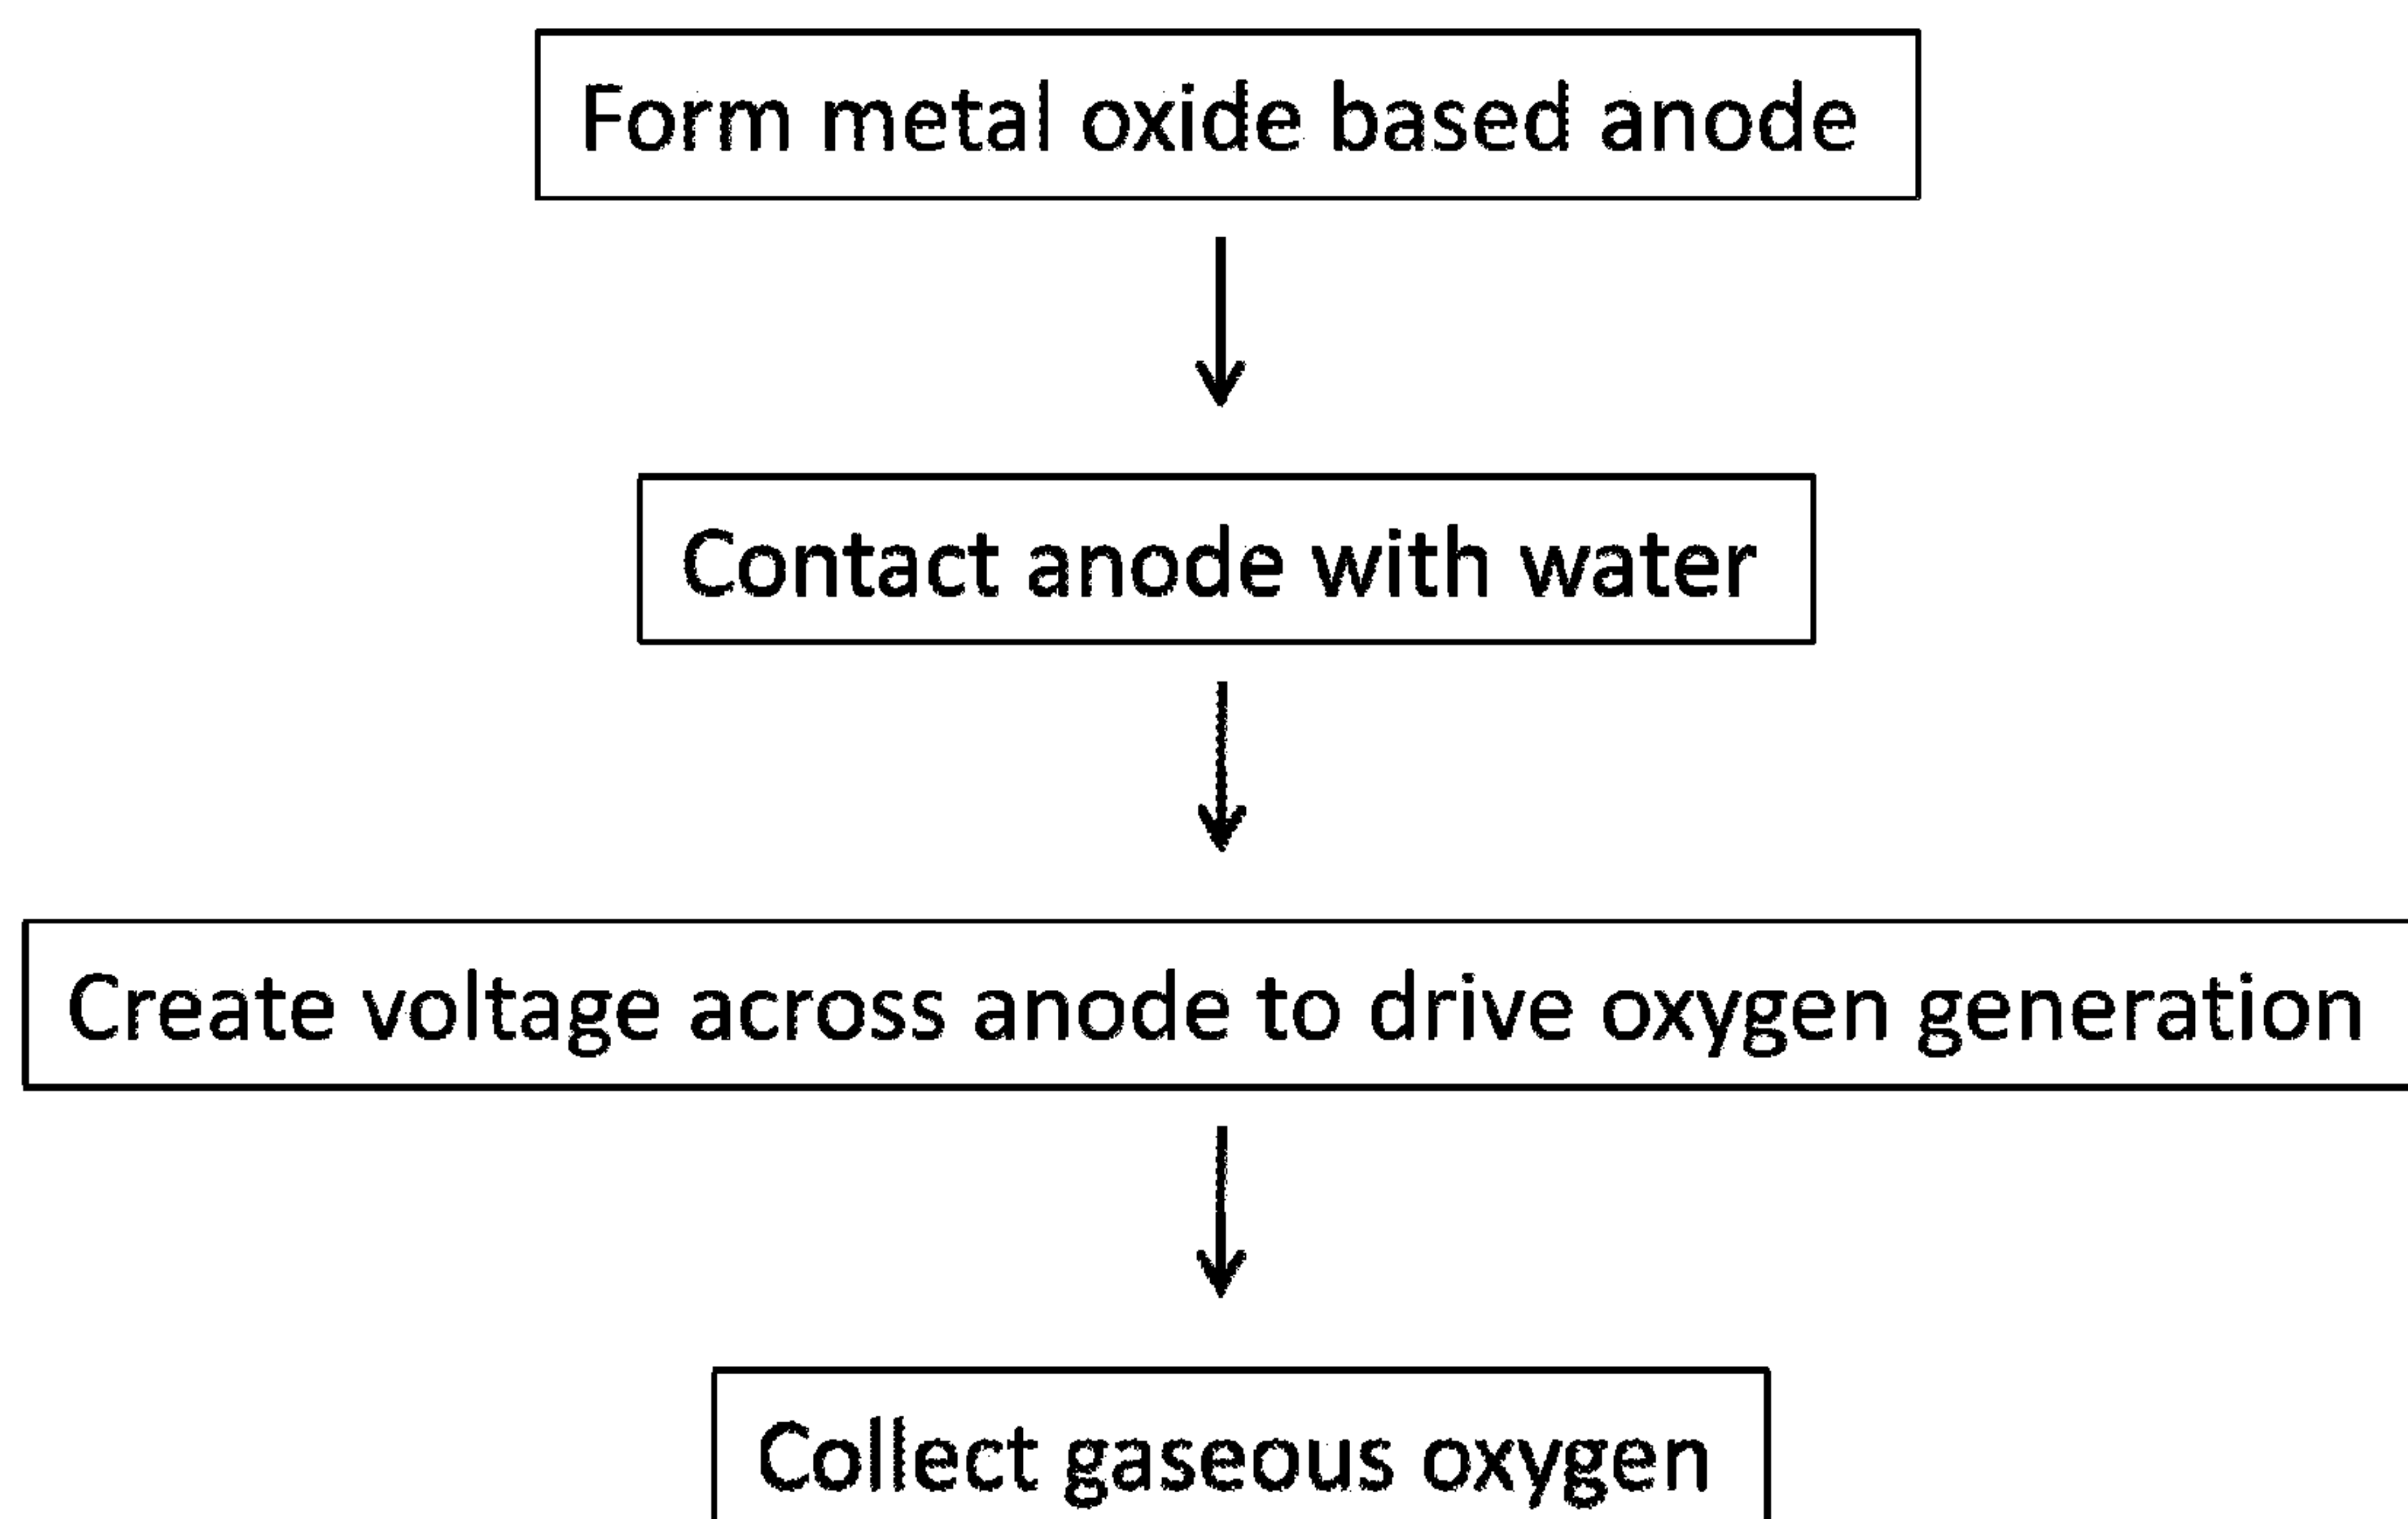 Form metal oxide based anode
Contact anode with water
Create voltage across anode to drive oxygen generation
Collect gaseous oxygen